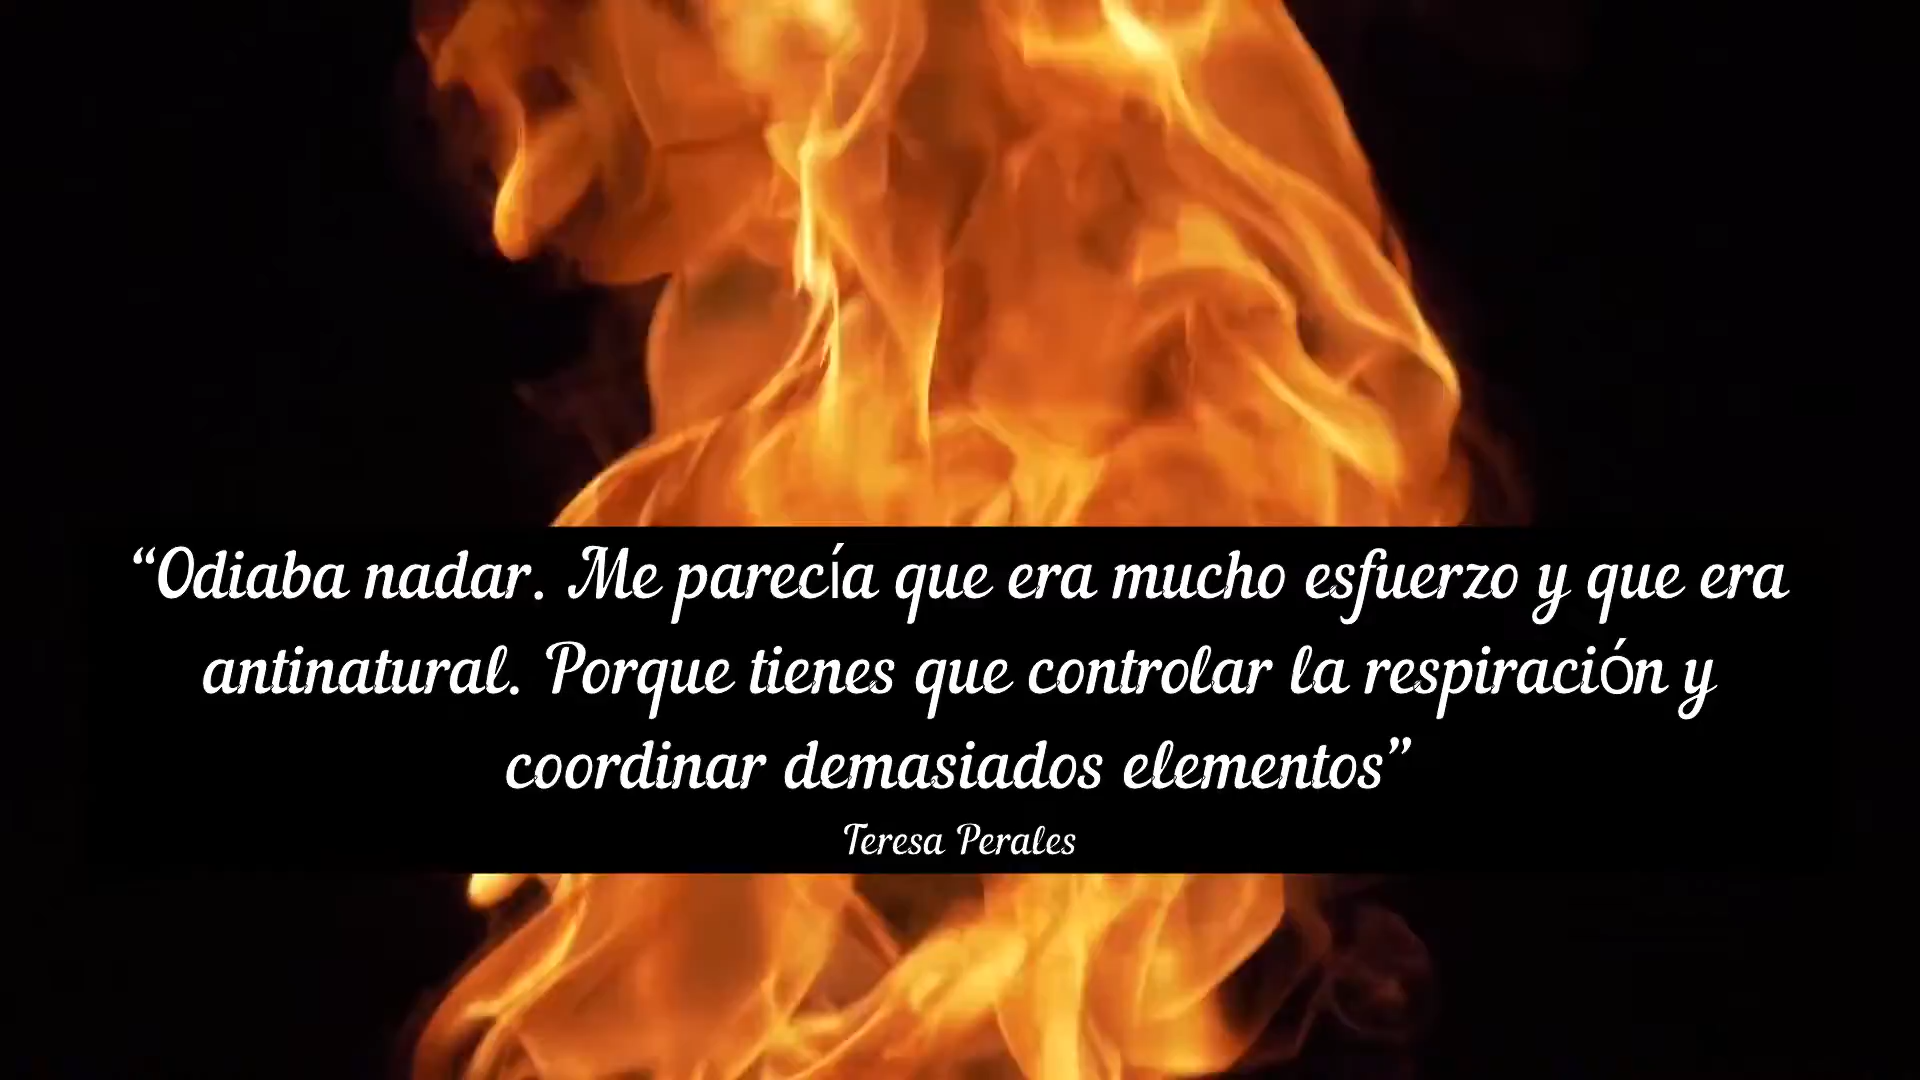 “Odiaba nadar. Me parecía que era mucho esfuerzo y que era
antinatural. Porque tienes que controlar la respiración y
coordinar demasiados elementos”
Teresa Perales